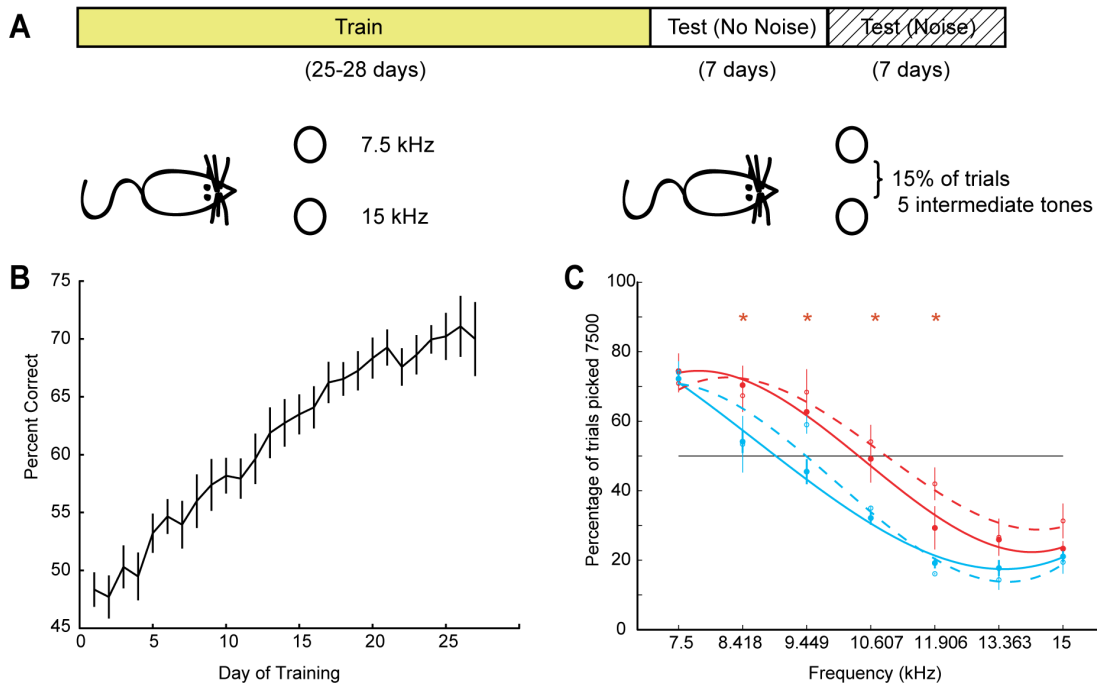 A
Train
Test (No Noise)
Test (Noise)
(25-28 days)
(7 days)
(7 days)
7.5 kHz
15 kHz
15% of trials
5 intermediate tones
B
75
70
65
60
55
50
45
0
5
10
15
20
25
Percent Correct
Day of Training
C
100
80
60
40
20
0
* * * *
7.5
8.418
9.449
10.607
11.906
13.363
15
Percentage of trials picked 7500
Frequency (kHz)